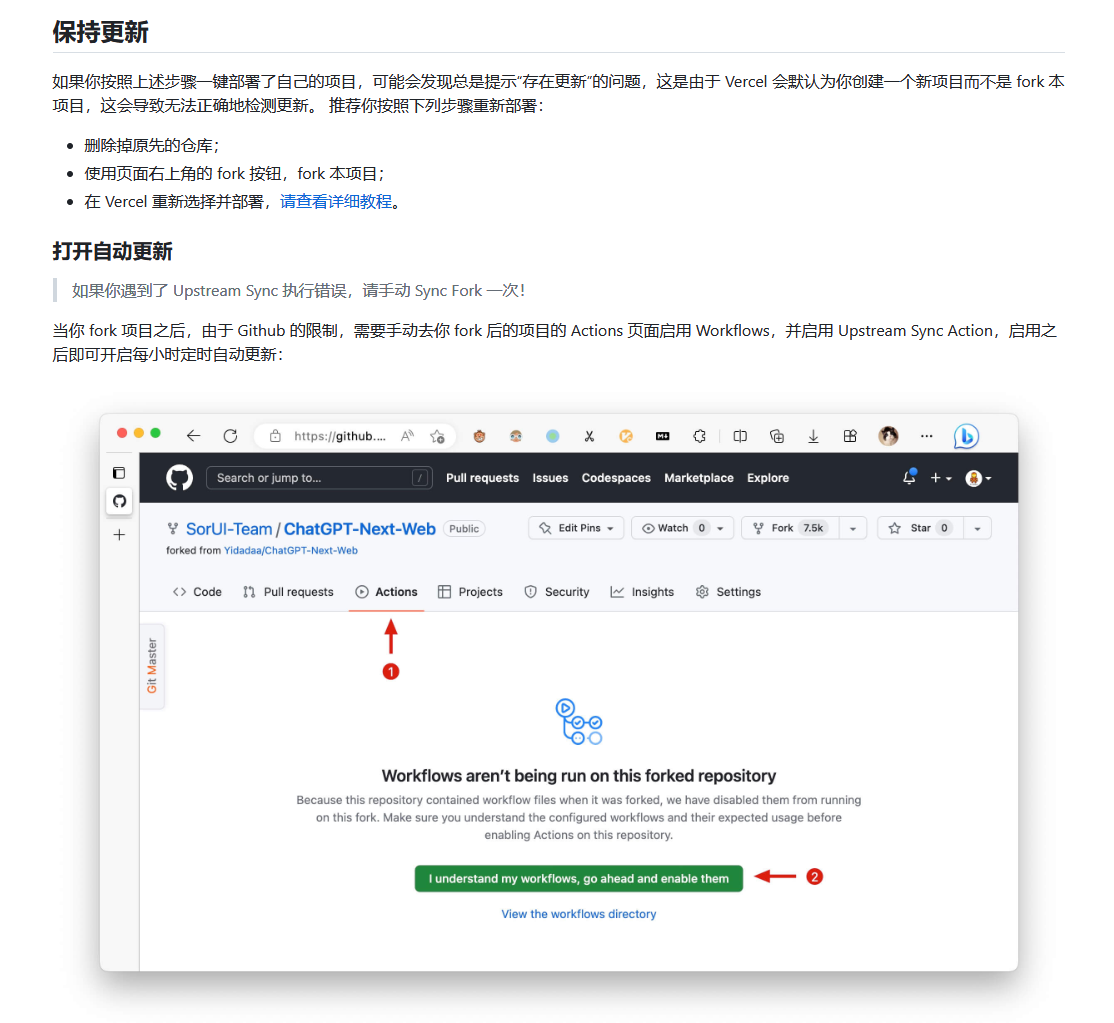 保持更新
如果你按照上述步骤一键部署了自己的项目，可能会发现总是提示“存在更新”的问题，这是由于 Vercel 会默认为你创建一个新项目而不是 fork 本
项目，这会导致无法正确地检测更新。 推荐你按照下列步骤重新部署：
删除掉原先的仓库；
使用页面右上角的 fork 按钮，fork 本项目；
在 Vercel 重新选择并部署，请查看详细教程。
打开自动更新
如果你遇到了 Upstream Sync 执行错误，请手动 Sync Fork 一次！
当你 fork 项目之后，由于 Github 的限制，需要手动去你 fork 后的项目的 Actions 页面启用 Workflows，并启用 Upstream Sync Action，启用之
后即可开启每小时定时自动更新：
https://github....
Search or jump to... / Pull requests Issues Codespaces Marketplace Explore
SorUI-Team / ChatGPT-Next-Web Public Edit Pins Watch 0 Fork 7.5k Star 0
forked from Yidadaa/ChatGPT-Next-Web
Code Pull requests Actions Projects Security Insights Settings
Git Master
1
Workflows aren’t being run on this forked repository
Because this repository contained workflow files when it was forked, we have disabled them from running
on this fork. Make sure you understand the configured workflows and their expected usage before
enabling Actions on this repository.
I understand my workflows, go ahead and enable them 2
View the workflows directory